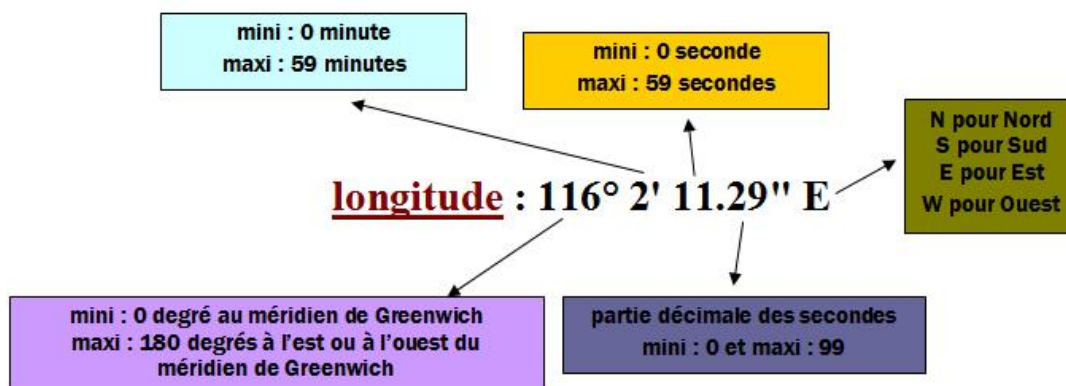 mini : 0 minute
maxi : 59 minutes
mini : 0 seconde
maxi : 59 secondes
N pour Nord
S pour Sud
E pour Est
W pour Ouest
longitude : 116° 2' 11.29" E
mini : 0 degré au méridien de Greenwich
maxi : 180 degrés à l'est ou à l'ouest du
méridien de Greenwich
partie décimale des secondes
mini : 0 et maxi : 99